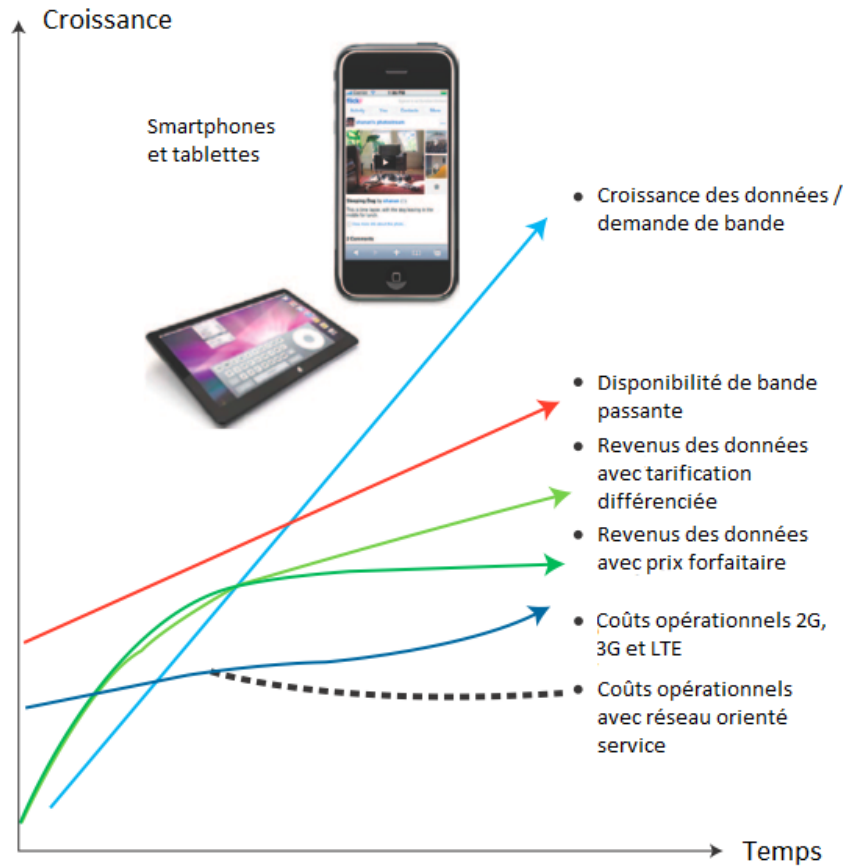 Croissance
Smartphones
et tablettes
Croissance des données /
demande de bande
Disponibilité de bande
passante
Revenus des données
avec tarification
différenciée
Revenus des données
avec prix forfaitaire
Coûts opérationnels 2G,
3G et LTE
Coûts opérationnels
avec réseau orienté
service
Temps